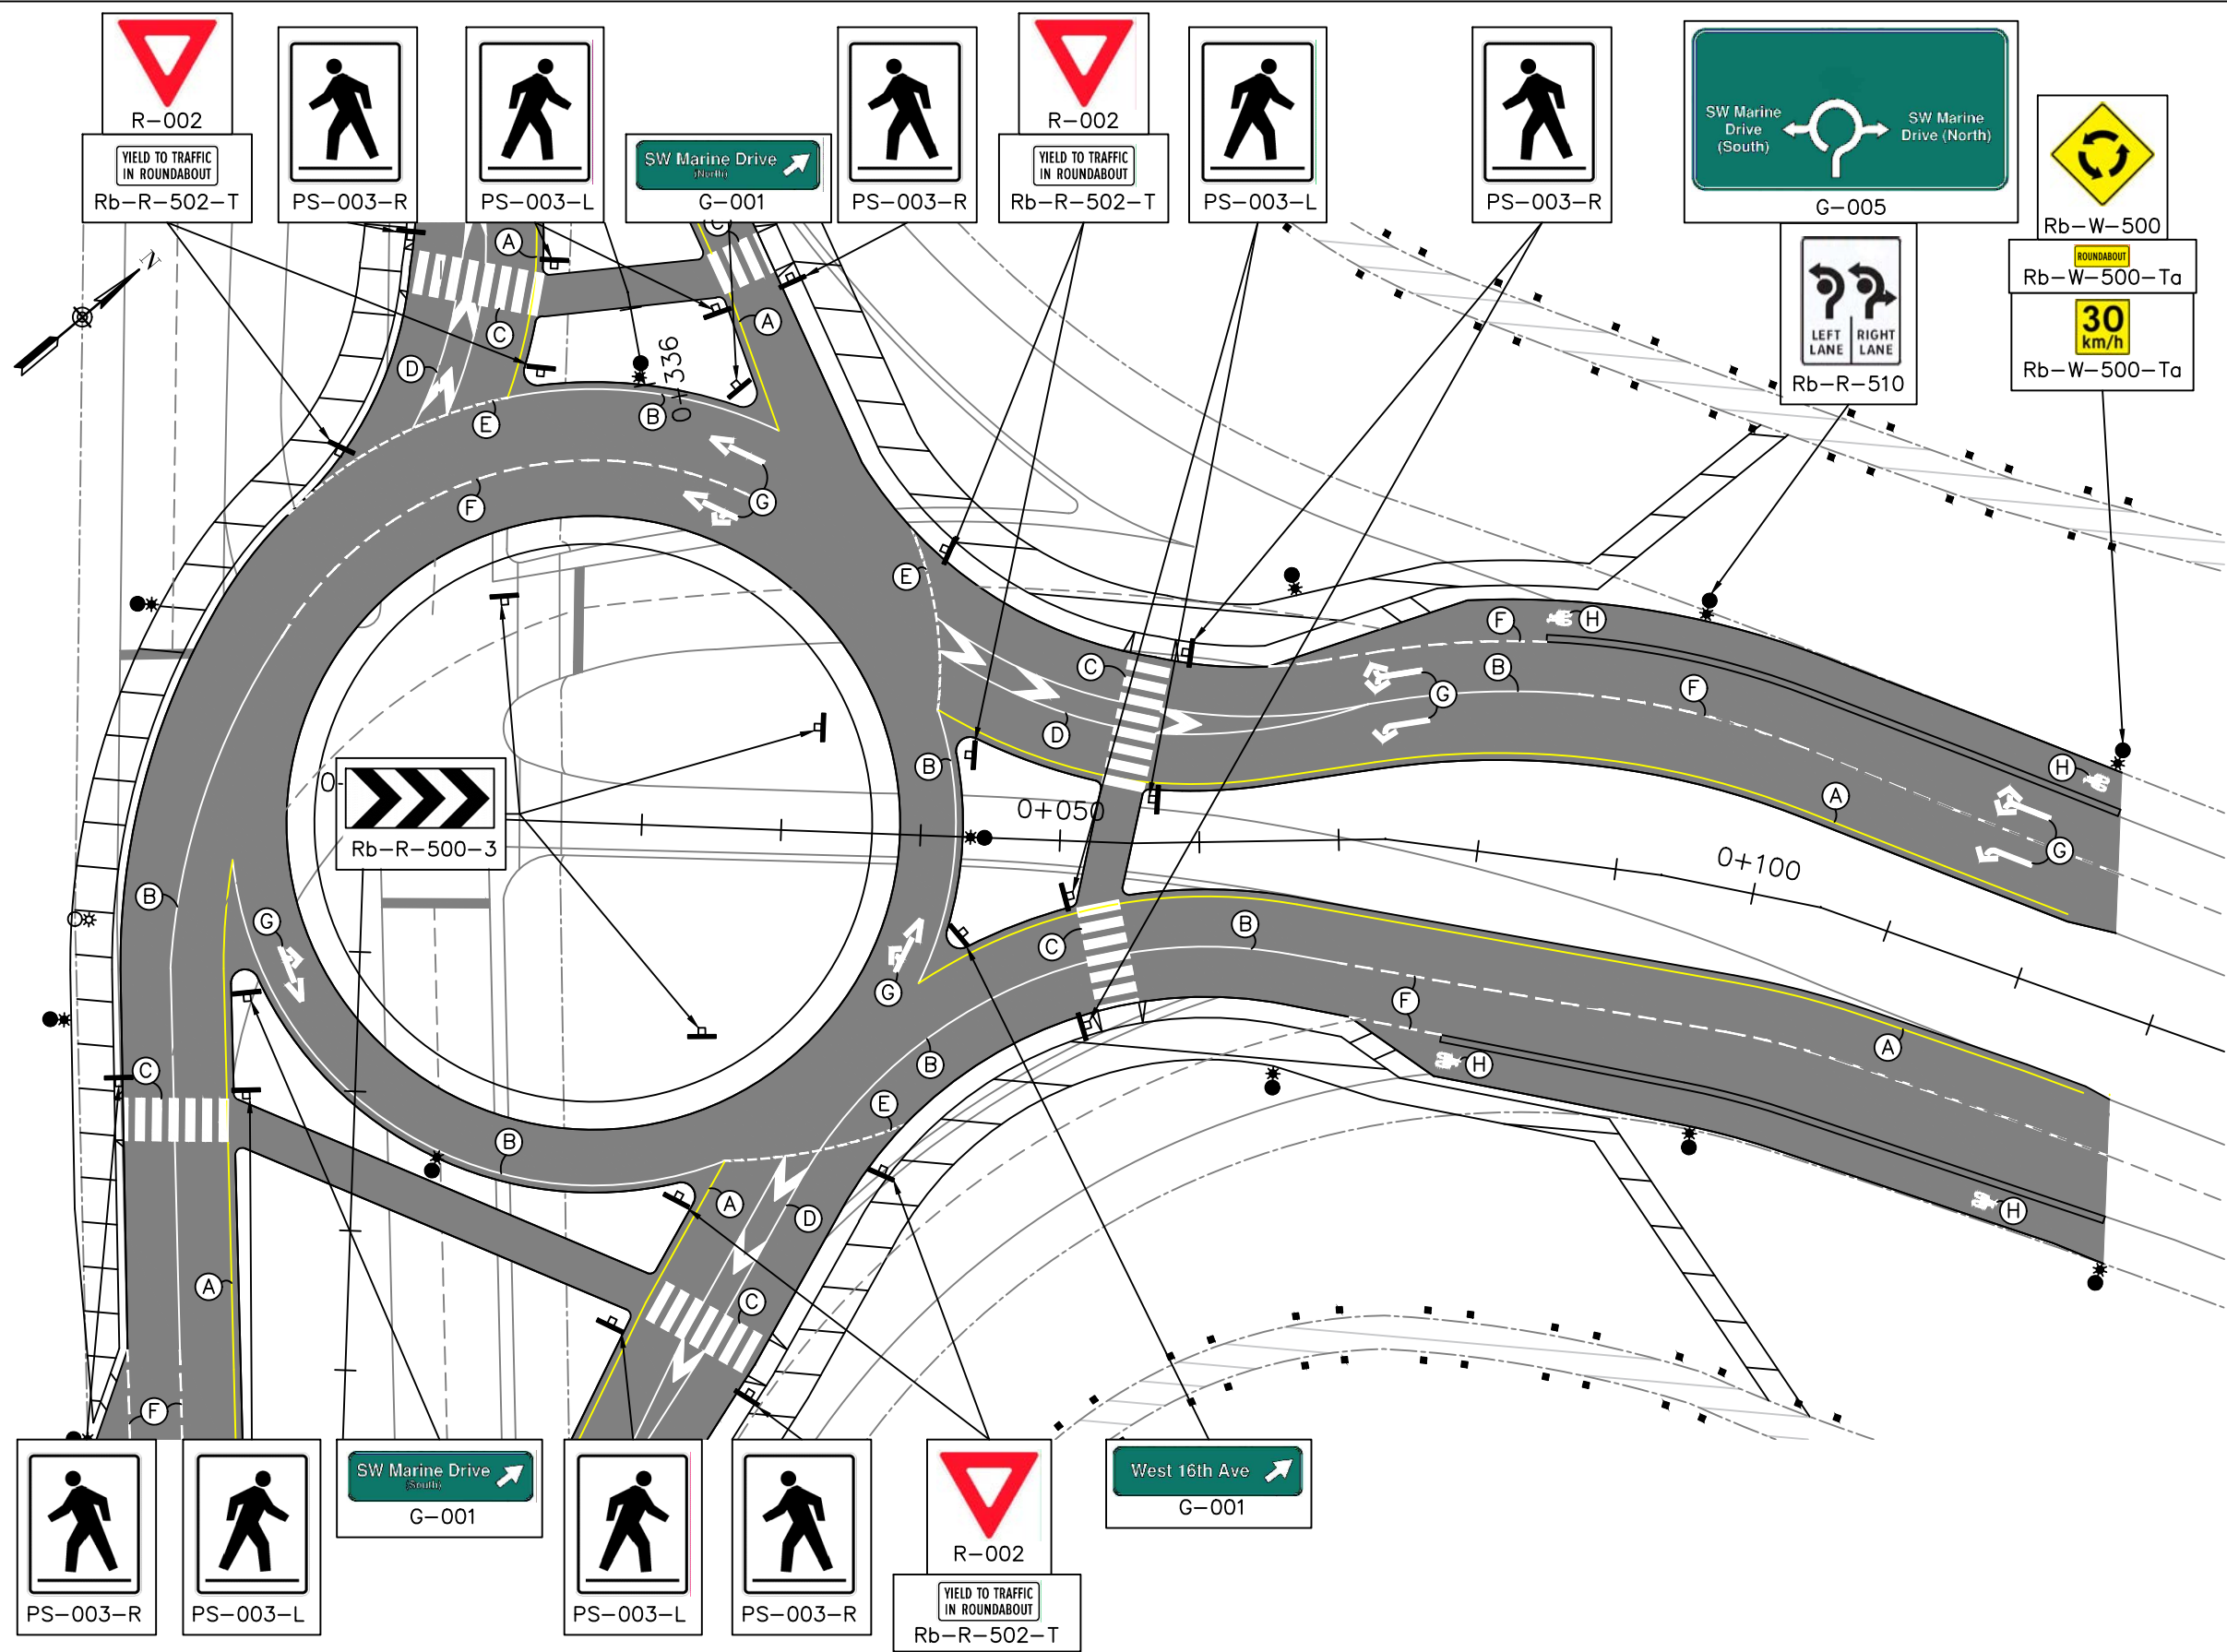 R-002
YIELD TO TRAFFIC
IN ROUNDABOUT
Rb-R-502-T
PS-003-R
PS-003-L
SW Marine Drive
(North)
G-001
PS-003-R
R-002
YIELD TO TRAFFIC
IN ROUNDABOUT
Rb-R-502-T
PS-003-L
PS-003-R
SW Marine
Drive
(South)
SW Marine
Drive (North)
G-005
LEFT
LANE
RIGHT
LANE
Rb-R-510
Rb-W-500
ROUNDABOUT
Rb-W-500-Ta
30
km/h
Rb-W-500-Ta
N
A
C
C
A
D
0+336
B
E
F
G
E
F
H
C
B
G
F
D
B
H
A
G
0-
0+050
0+100
Rb-R-500-3
B
G
B
C
G
F
A
B
H
E
C
B
A
D
H
C
A
F
PS-003-R
PS-003-L
SW Marine Drive
(South)
G-001
PS-003-L
PS-003-R
R-002
YIELD TO TRAFFIC
IN ROUNDABOUT
Rb-R-502-T
West 16th Ave
G-001